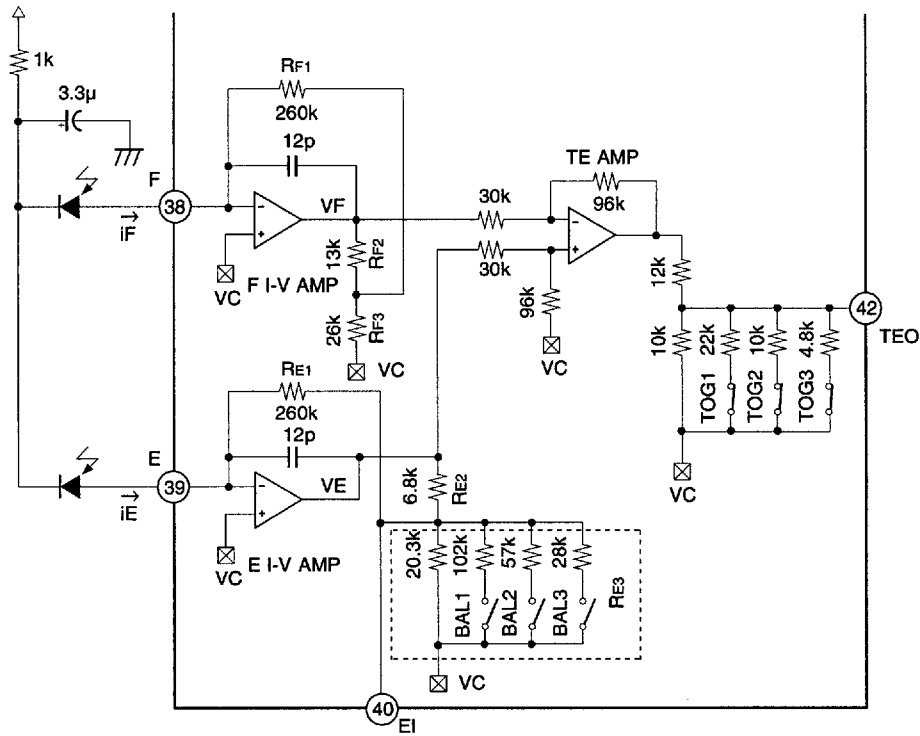 1k
3.3μ
+
RF1
260k
12p
F
38
iF
VC
F I-V AMP
VF
13k
RF2
26k
RF3
VC
30k
30k
TE AMP
96k
96k
VC
12k
42
TEO
10k
22k
10k
4.8k
TOG1
TOG2
TOG3
VC
RE1
260k
12p
E
39
iE
VC
E I-V AMP
VE
6.8k
RE2
20.3k
102k
57k
28k
BAL1
BAL2
BAL3
RE3
VC
40
EI